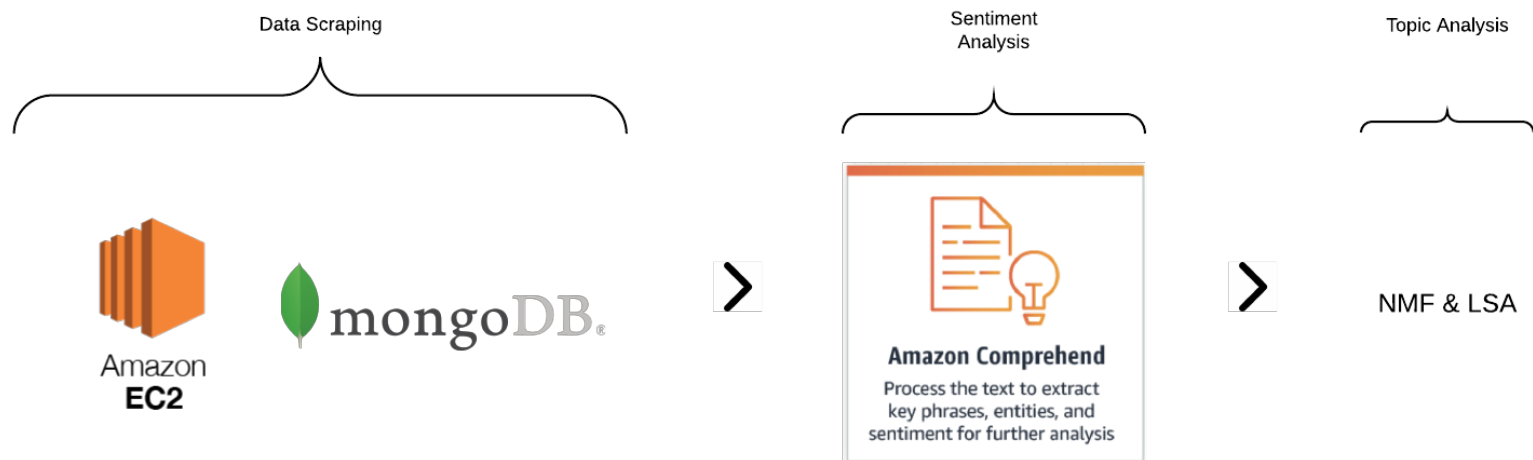 Data Scraping
Sentiment
Analysis
Topic Analysis
Amazon
EC2
mongoDB®
Amazon Comprehend
Process the text to extract
key phrases, entities, and
sentiment for further analysis
NMF & LSA